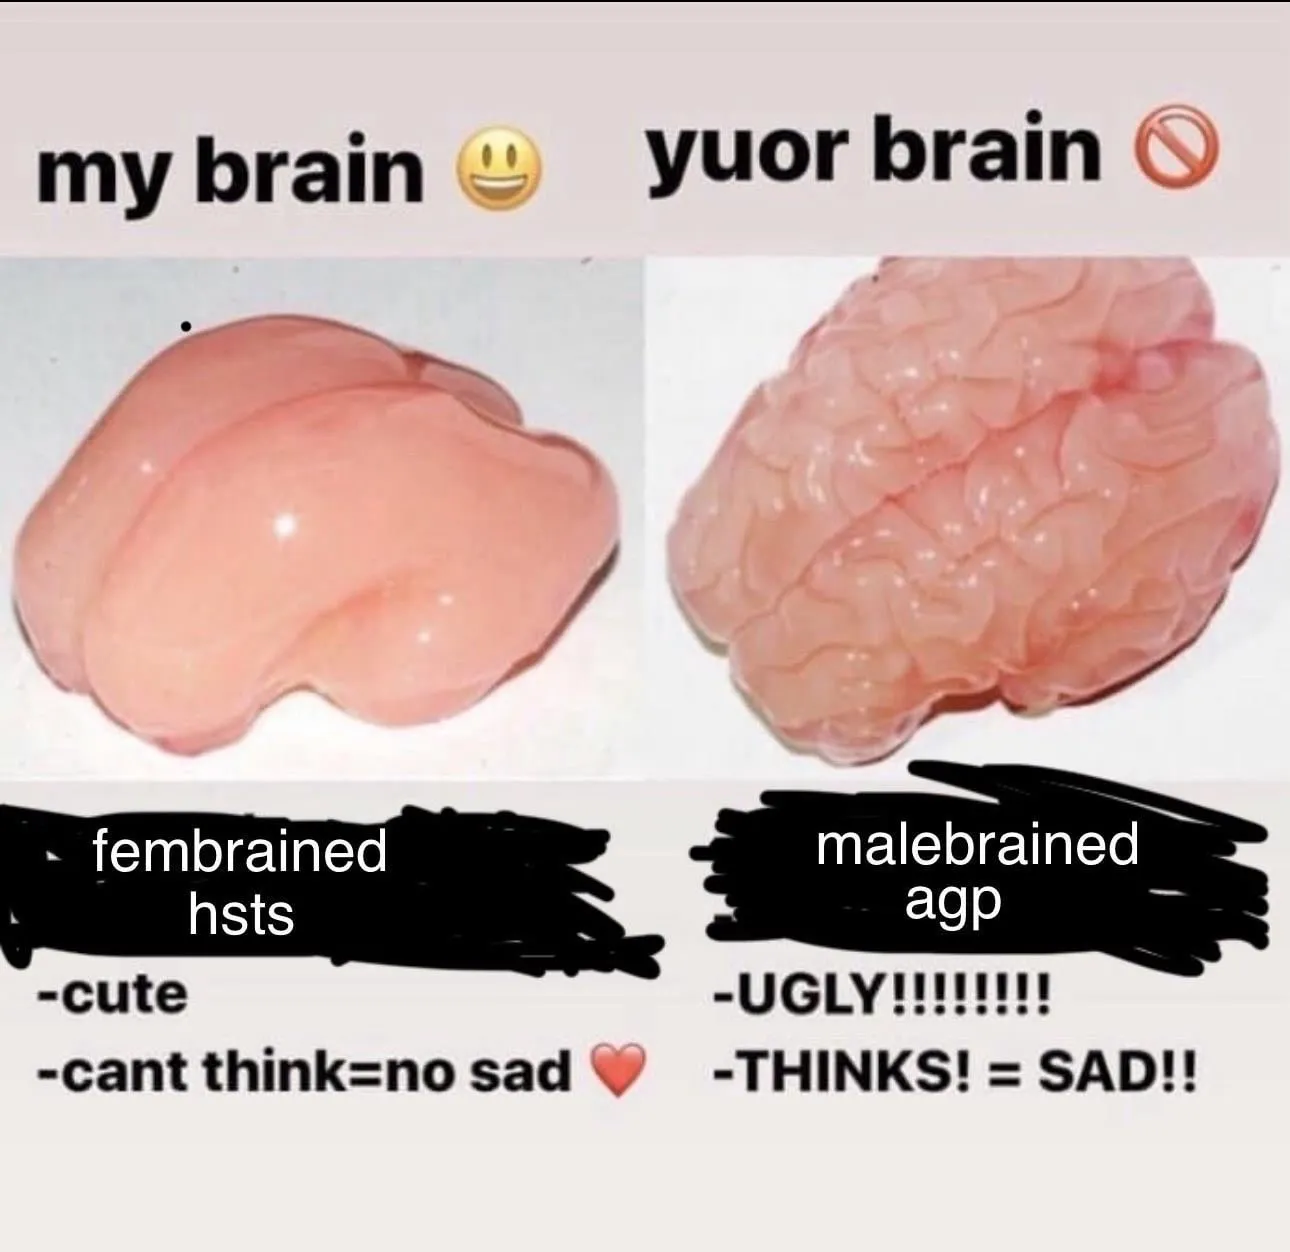 my brain 😃
yuor brain 🚫
fembrained
hsts
-cute
-cant think=no sad ❤️
malebrained
agp
-UGLY!!!!!!!!
-THINKS! = SAD!!